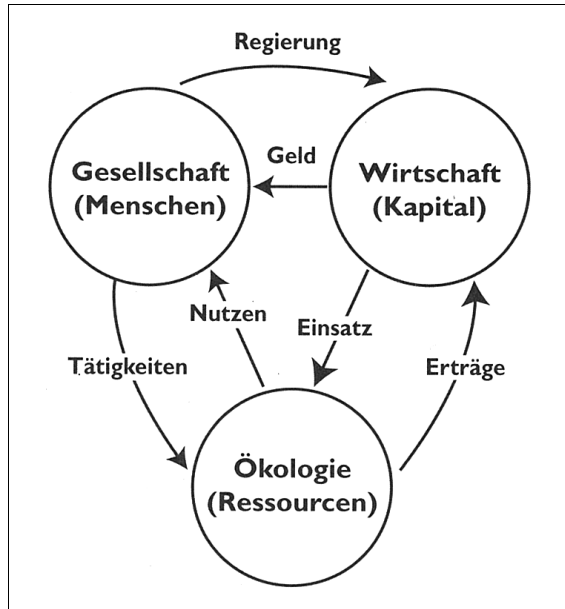 Regierung
Gesellschaft
(Menschen)
Geld
Wirtschaft
(Kapital)
Nutzen
Einsatz
Tätigkeiten
Erträge
Ökologie
(Ressourcen)